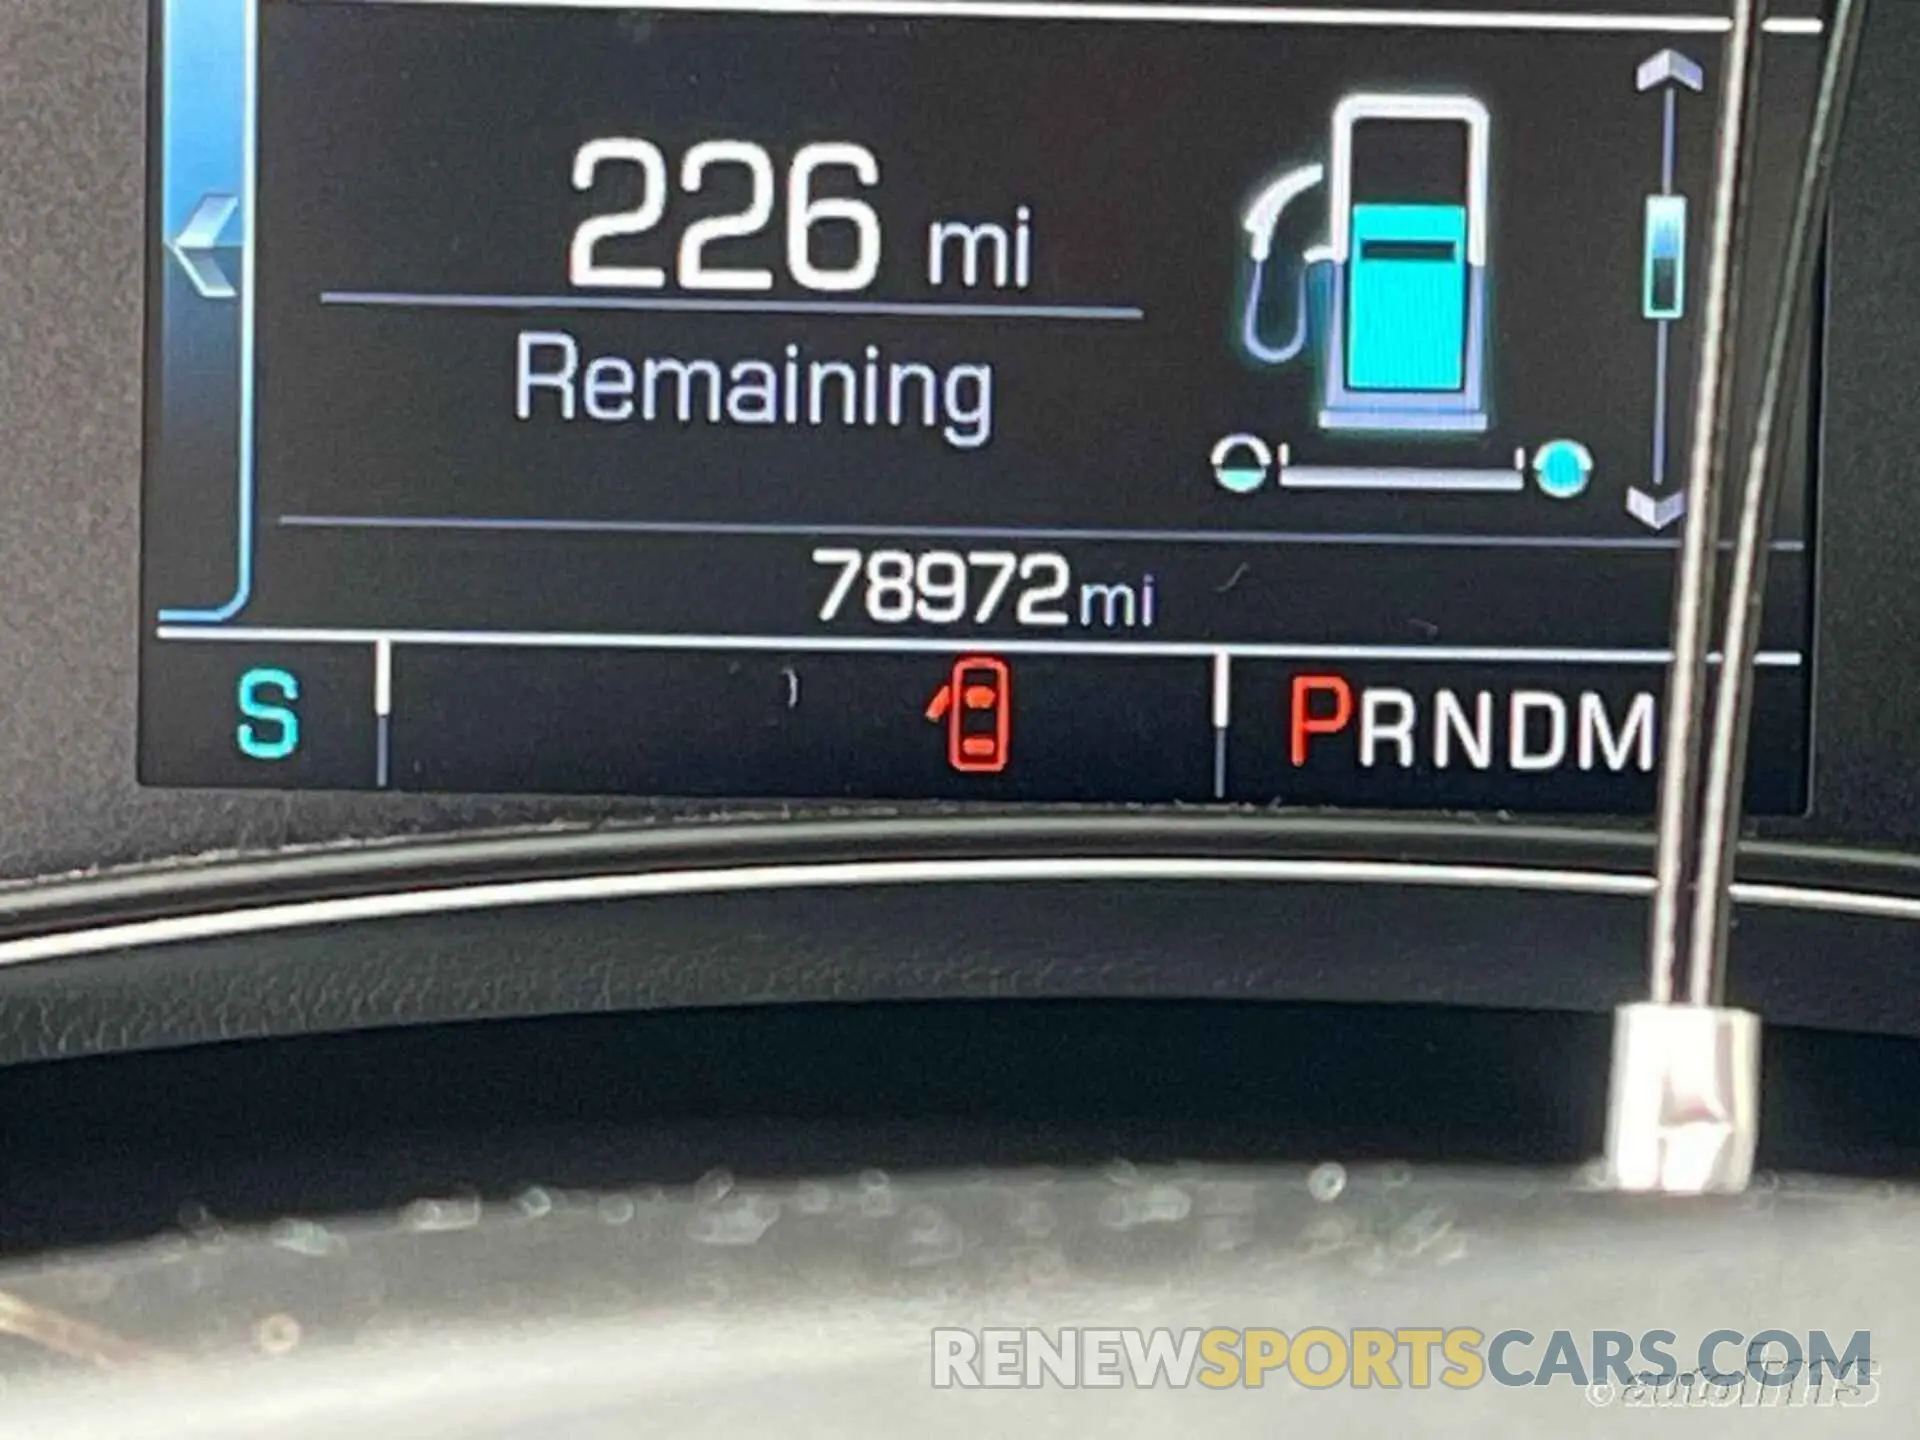 226 mi
Remaining
78972mi
S PRNDM
RENEWSPORTSCARS.COM